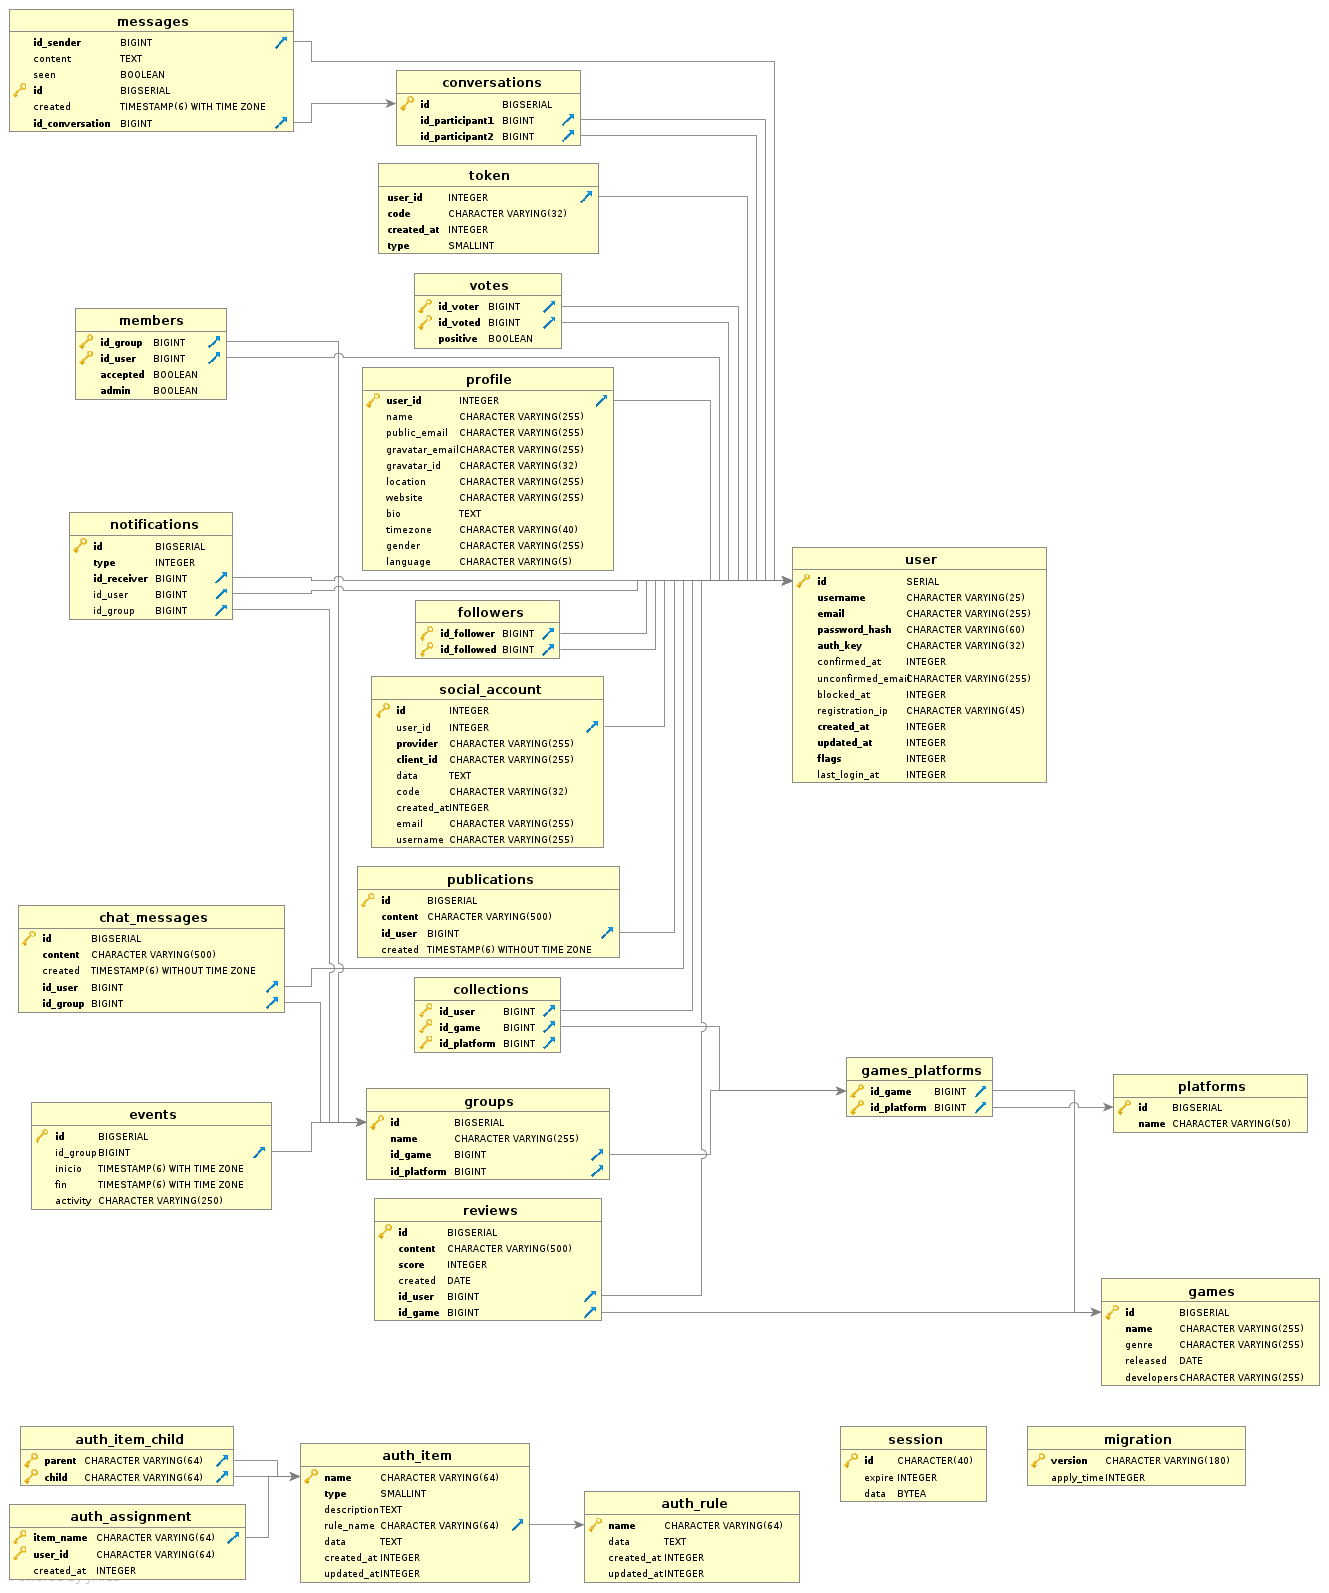 messages
id_sender BIGINT
content TEXT
seen BOOLEAN
id BIGSERIAL
created TIMESTAMP(6) WITH TIME ZONE
id_conversation BIGINT
conversations
id BIGSERIAL
id_participant1 BIGINT
id_participant2 BIGINT
token
user_id INTEGER
code CHARACTER VARYING(32)
created_at INTEGER
type SMALLINT
votes
id_voter BIGINT
id_voted BIGINT
positive BOOLEAN
members
id_group BIGINT
id_user BIGINT
accepted BOOLEAN
admin BOOLEAN
profile
user_id INTEGER
name CHARACTER VARYING(255)
public_email CHARACTER VARYING(255)
gravatar_email CHARACTER VARYING(255)
gravatar_id CHARACTER VARYING(32)
location CHARACTER VARYING(255)
website CHARACTER VARYING(255)
bio TEXT
timezone CHARACTER VARYING(40)
gender CHARACTER VARYING(255)
language CHARACTER VARYING(5)
notifications
id BIGSERIAL
type INTEGER
id_receiver BIGINT
id_user BIGINT
id_group BIGINT
user
id SERIAL
username CHARACTER VARYING(25)
email CHARACTER VARYING(255)
password_hash CHARACTER VARYING(60)
auth_key CHARACTER VARYING(32)
confirmed_at INTEGER
unconfirmed_email CHARACTER VARYING(255)
blocked_at INTEGER
registration_ip CHARACTER VARYING(45)
created_at INTEGER
updated_at INTEGER
flags INTEGER
last_login_at INTEGER
followers
id_follower BIGINT
id_followed BIGINT
social_account
id INTEGER
user_id INTEGER
provider CHARACTER VARYING(255)
client_id CHARACTER VARYING(255)
data TEXT
code CHARACTER VARYING(32)
created_at INTEGER
email CHARACTER VARYING(255)
username CHARACTER VARYING(255)
publications
id BIGSERIAL
content CHARACTER VARYING(500)
id_user BIGINT
created TIMESTAMP(6) WITHOUT TIME ZONE
chat_messages
id BIGSERIAL
content CHARACTER VARYING(500)
created TIMESTAMP(6) WITHOUT TIME ZONE
id_user BIGINT
id_group BIGINT
collections
id_user BIGINT
id_game BIGINT
id_platform BIGINT
games_platforms
id_game BIGINT
id_platform BIGINT
platforms
id BIGSERIAL
name CHARACTER VARYING(50)
events
id BIGSERIAL
id_group BIGINT
inicio TIMESTAMP(6) WITH TIME ZONE
fin TIMESTAMP(6) WITH TIME ZONE
activity CHARACTER VARYING(250)
groups
id BIGSERIAL
name CHARACTER VARYING(255)
id_game BIGINT
id_platform BIGINT
reviews
id BIGSERIAL
content CHARACTER VARYING(500)
score INTEGER
created DATE
id_user BIGINT
id_game BIGINT
games
id BIGSERIAL
name CHARACTER VARYING(255)
genre CHARACTER VARYING(255)
released DATE
developers CHARACTER VARYING(255)
auth_item_child
parent CHARACTER VARYING(64)
child CHARACTER VARYING(64)
auth_assignment
item_name CHARACTER VARYING(64)
user_id CHARACTER VARYING(64)
created_at INTEGER
auth_item
name CHARACTER VARYING(64)
type SMALLINT
description TEXT
rule_name CHARACTER VARYING(64)
data TEXT
created_at INTEGER
updated_at INTEGER
auth_rule
name CHARACTER VARYING(64)
data TEXT
created_at INTEGER
updated_at INTEGER
session
id CHARACTER(40)
expire INTEGER
data BYTEA
migration
version CHARACTER VARYING(180)
apply_time INTEGER